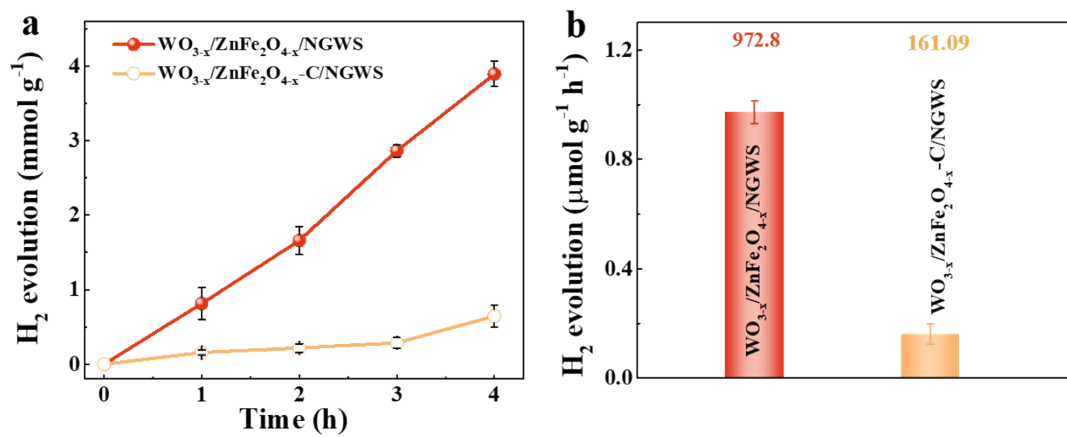 a
H₂ evolution (mmol g⁻¹)
4
3
2
1
0
WO₃₋ₓ/ZnFe₂O₄₋ₓ/NGWS
WO₃₋ₓ/ZnFe₂O₄₋ₓ-C/NGWS
0 1 2 3 4
Time (h)
b
H₂ evolution (μmol g⁻¹ h⁻¹)
1.2
0.8
0.4
0.0
972.8
161.09
WO₃₋ₓ/ZnFe₂O₄₋ₓ/NGWS
WO₃₋ₓ/ZnFe₂O₄₋ₓ-C/NGWS